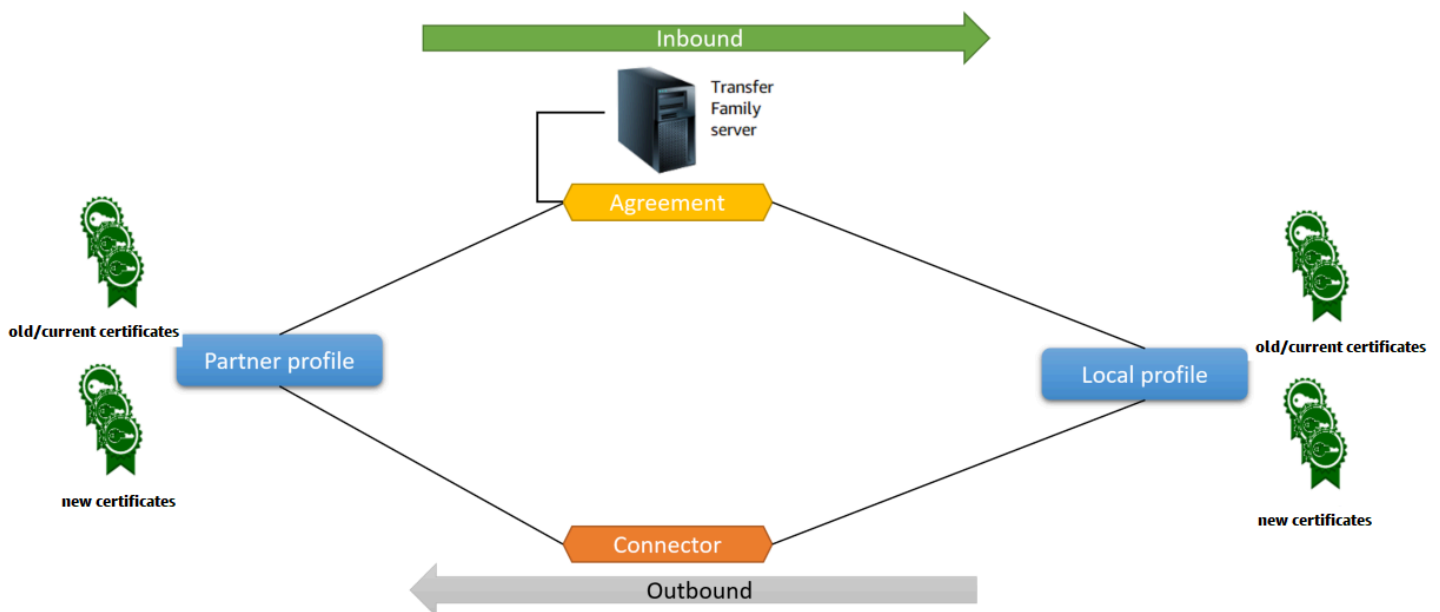 Inbound
Transfer
Family
server
Agreement
old/current certificates
Partner profile
new certificates
old/current certificates
Local profile
new certificates
Connector
Outbound